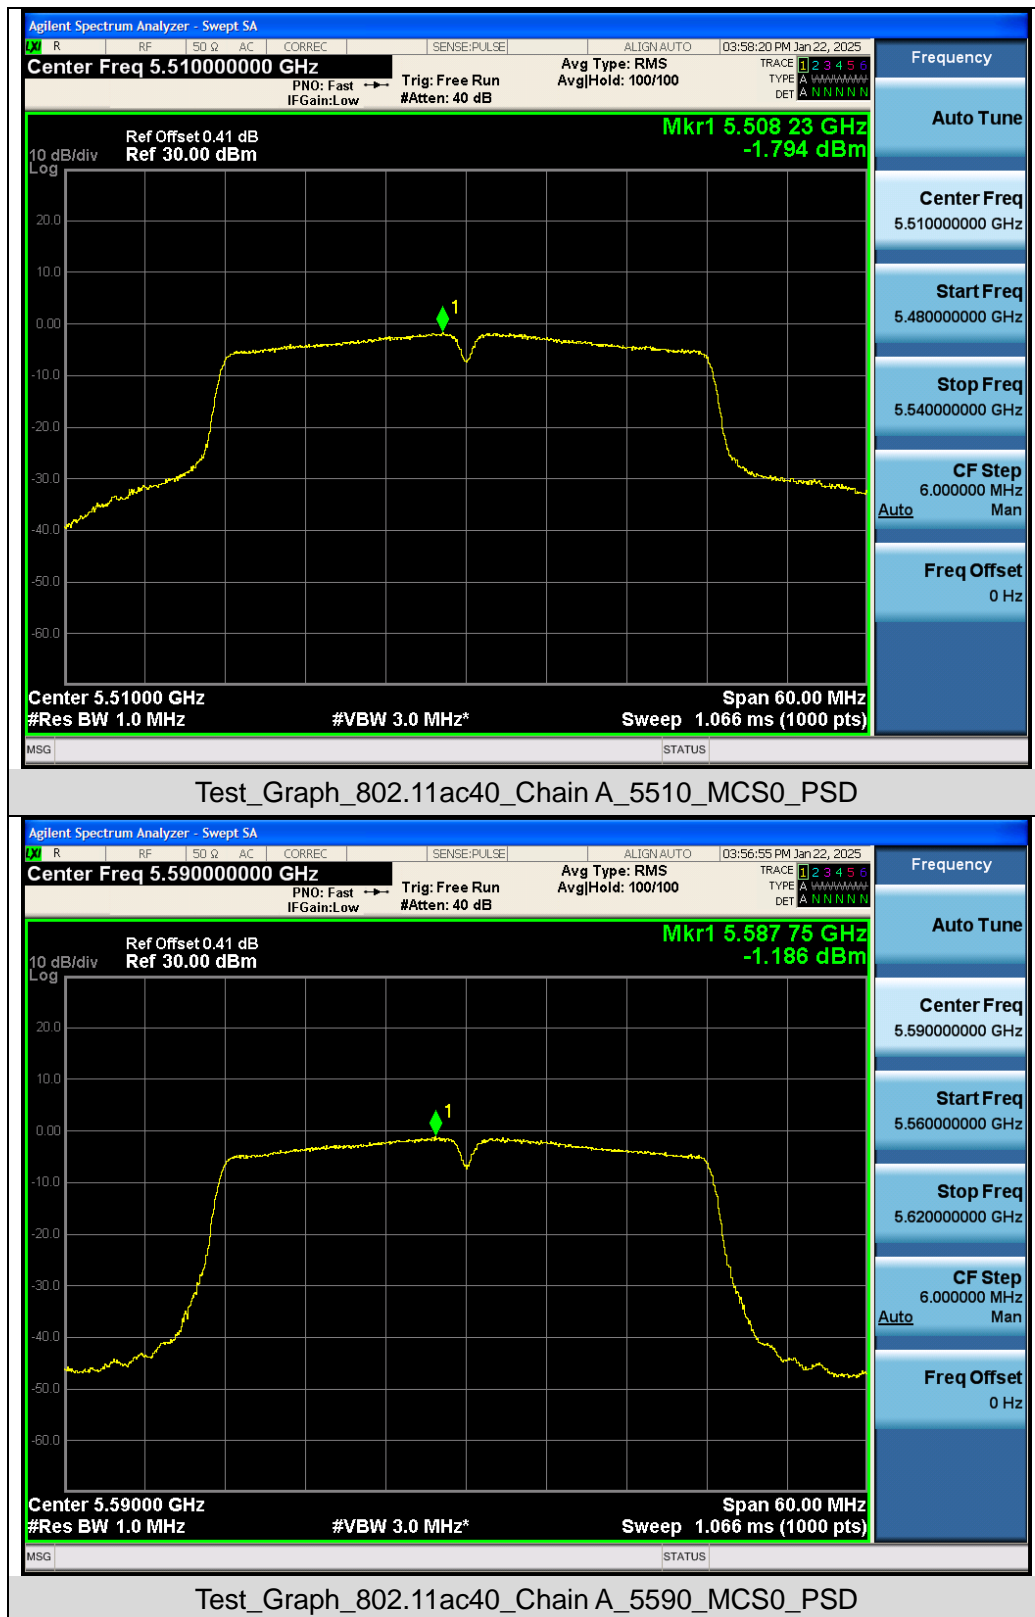 Agilent Spectrum Analyzer - Swept SA
LXI R RF 50 Ω AC CORREC SENSE:PULSE ALIGN AUTO 03:58:20 PM Jan 22, 2025
Center Freq 5.510000000 GHz
PNO: Fast
IFGain:Low
Trig: Free Run
#Atten: 40 dB
Avg Type: RMS
Avg|Hold: 100/100
TRACE 1 2 3 4 5 6
TYPE A WWWWW
DET A N N N N N
Mkr1 5.508 23 GHz
-1.794 dBm
Ref Offset 0.41 dB
10 dB/div Ref 30.00 dBm
Log
20.0
10.0
0.00
-10.0
-20.0
-30.0
-40.0
-50.0
-60.0
1
Center 5.51000 GHz Span 60.00 MHz
#Res BW 1.0 MHz #VBW 3.0 MHz* Sweep 1.066 ms (1000 pts)
MSG STATUS
Frequency
Auto Tune
Center Freq
5.510000000 GHz
Start Freq
5.480000000 GHz
Stop Freq
5.540000000 GHz
CF Step
6.000000 MHz
Auto Man
Freq Offset
0 Hz
Test_Graph_802.11ac40_Chain A_5510_MCS0_PSD
Agilent Spectrum Analyzer - Swept SA
LXI R RF 50 Ω AC CORREC SENSE:PULSE ALIGN AUTO 03:56:55 PM Jan 22, 2025
Center Freq 5.590000000 GHz
PNO: Fast
IFGain:Low
Trig: Free Run
#Atten: 40 dB
Avg Type: RMS
Avg|Hold: 100/100
TRACE 1 2 3 4 5 6
TYPE A WWWWW
DET A N N N N N
Mkr1 5.587 75 GHz
-1.186 dBm
Ref Offset 0.41 dB
10 dB/div Ref 30.00 dBm
Log
20.0
10.0
0.00
-10.0
-20.0
-30.0
-40.0
-50.0
-60.0
1
Center 5.59000 GHz Span 60.00 MHz
#Res BW 1.0 MHz #VBW 3.0 MHz* Sweep 1.066 ms (1000 pts)
MSG STATUS
Frequency
Auto Tune
Center Freq
5.590000000 GHz
Start Freq
5.560000000 GHz
Stop Freq
5.620000000 GHz
CF Step
6.000000 MHz
Auto Man
Freq Offset
0 Hz
Test_Graph_802.11ac40_Chain A_5590_MCS0_PSD